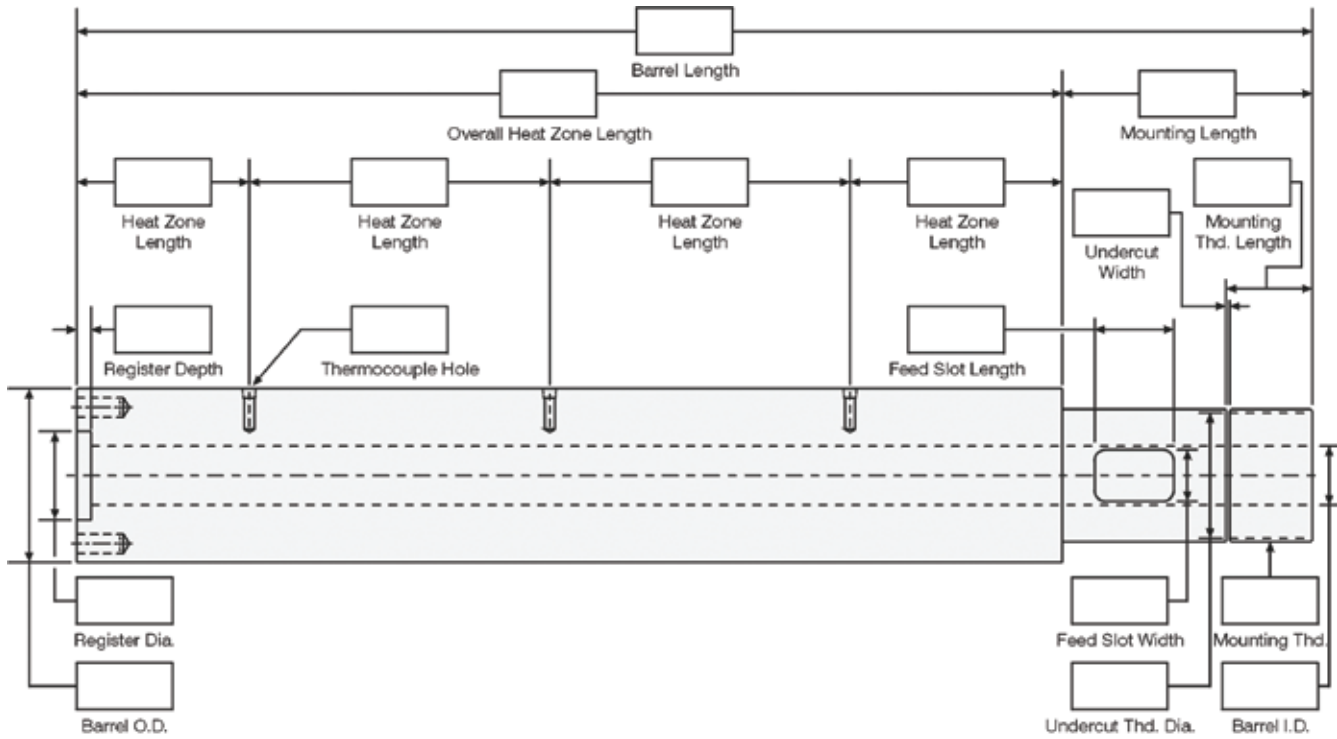 Barrel Length
Overall Heat Zone Length
Mounting Length
Heat Zone
Length
Heat Zone
Length
Heat Zone
Length
Heat Zone
Length
Undercut
Width
Mounting
Thd. Length
Register Depth
Thermocouple Hole
Feed Slot Length
Register Dia.
Feed Slot Width
Mounting Thd.
Barrel O.D.
Undercut Thd. Dia.
Barrel I.D.